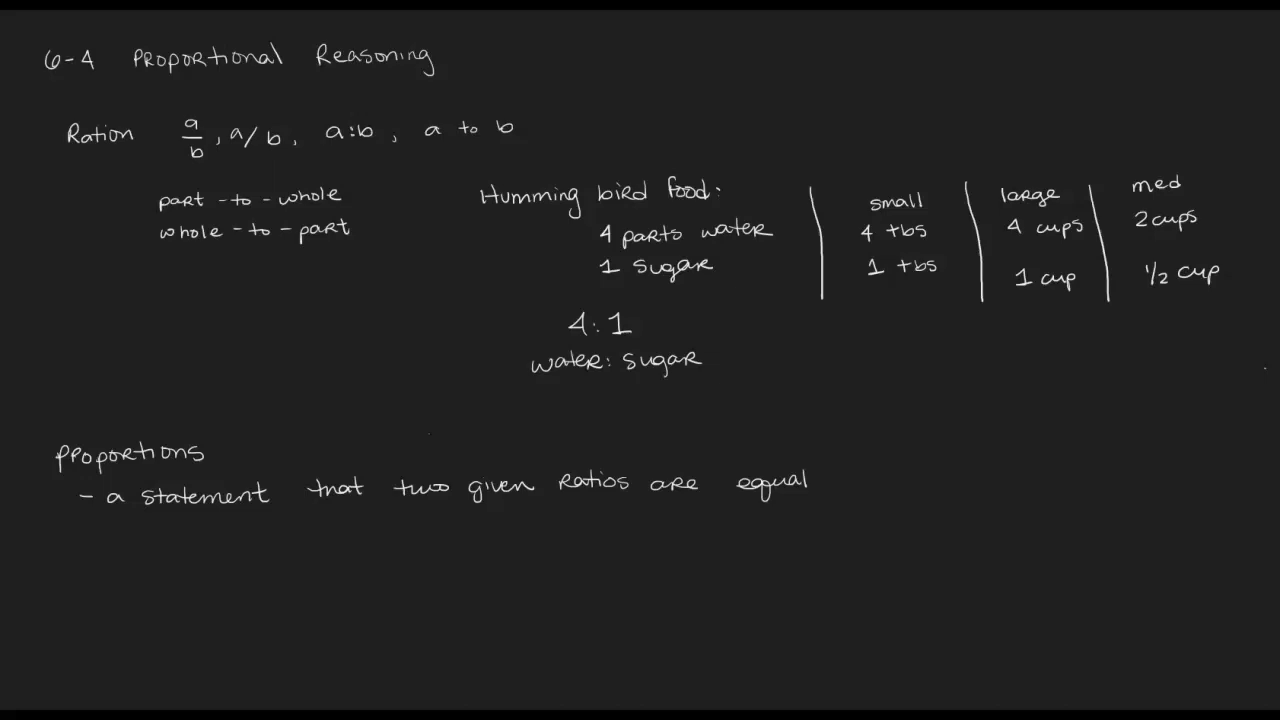 6-4 Proportional Reasoning
Ration a/b, a/b, a:b, a to b
part-to-whole
whole-to-part
Humming bird food:
4 parts water
1 sugar
4:1
water: sugar
small
4 tbs
1 tbs
large
4 cups
1 cup
med
2 cups
1/2 cup
Proportions
- a statement that two given ratios are equal